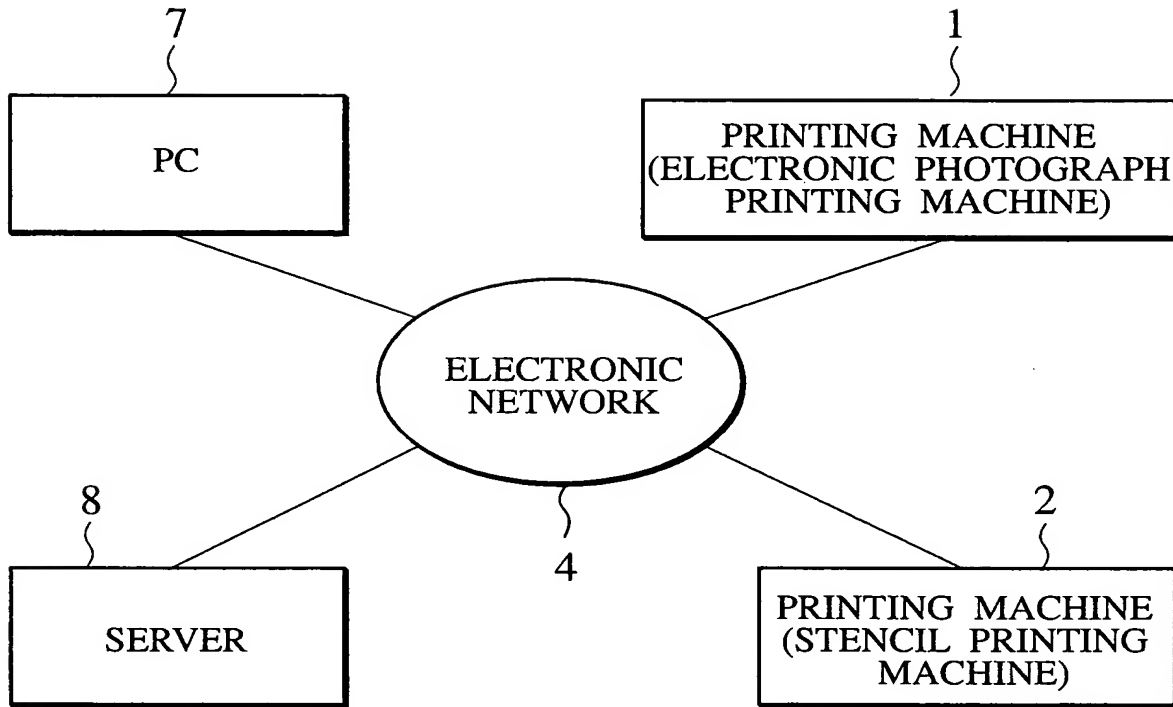 7
1
PC
PRINTING MACHINE
(ELECTRONIC PHOTOGRAPH
PRINTING MACHINE)
ELECTRONIC
NETWORK
4
8
SERVER
2
PRINTING MACHINE
(STENCIL PRINTING
MACHINE)